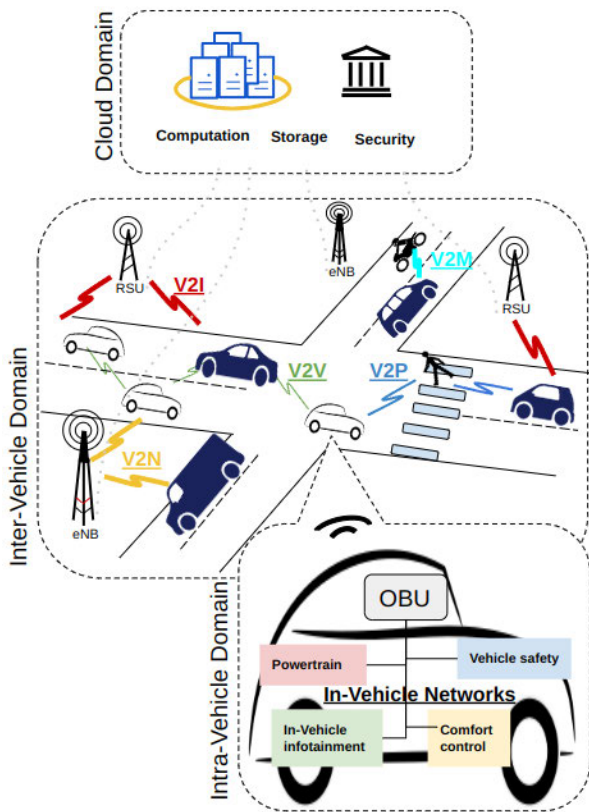 Cloud Domain
Computation Storage Security
Inter-Vehicle Domain
RSU
V2I
eNB
V2M
RSU
V2V
V2P
V2N
eNB
Intra-Vehicle Domain
OBU
Powertrain
Vehicle safety
In-Vehicle Networks
In-Vehicle
infotainment
Comfort
control